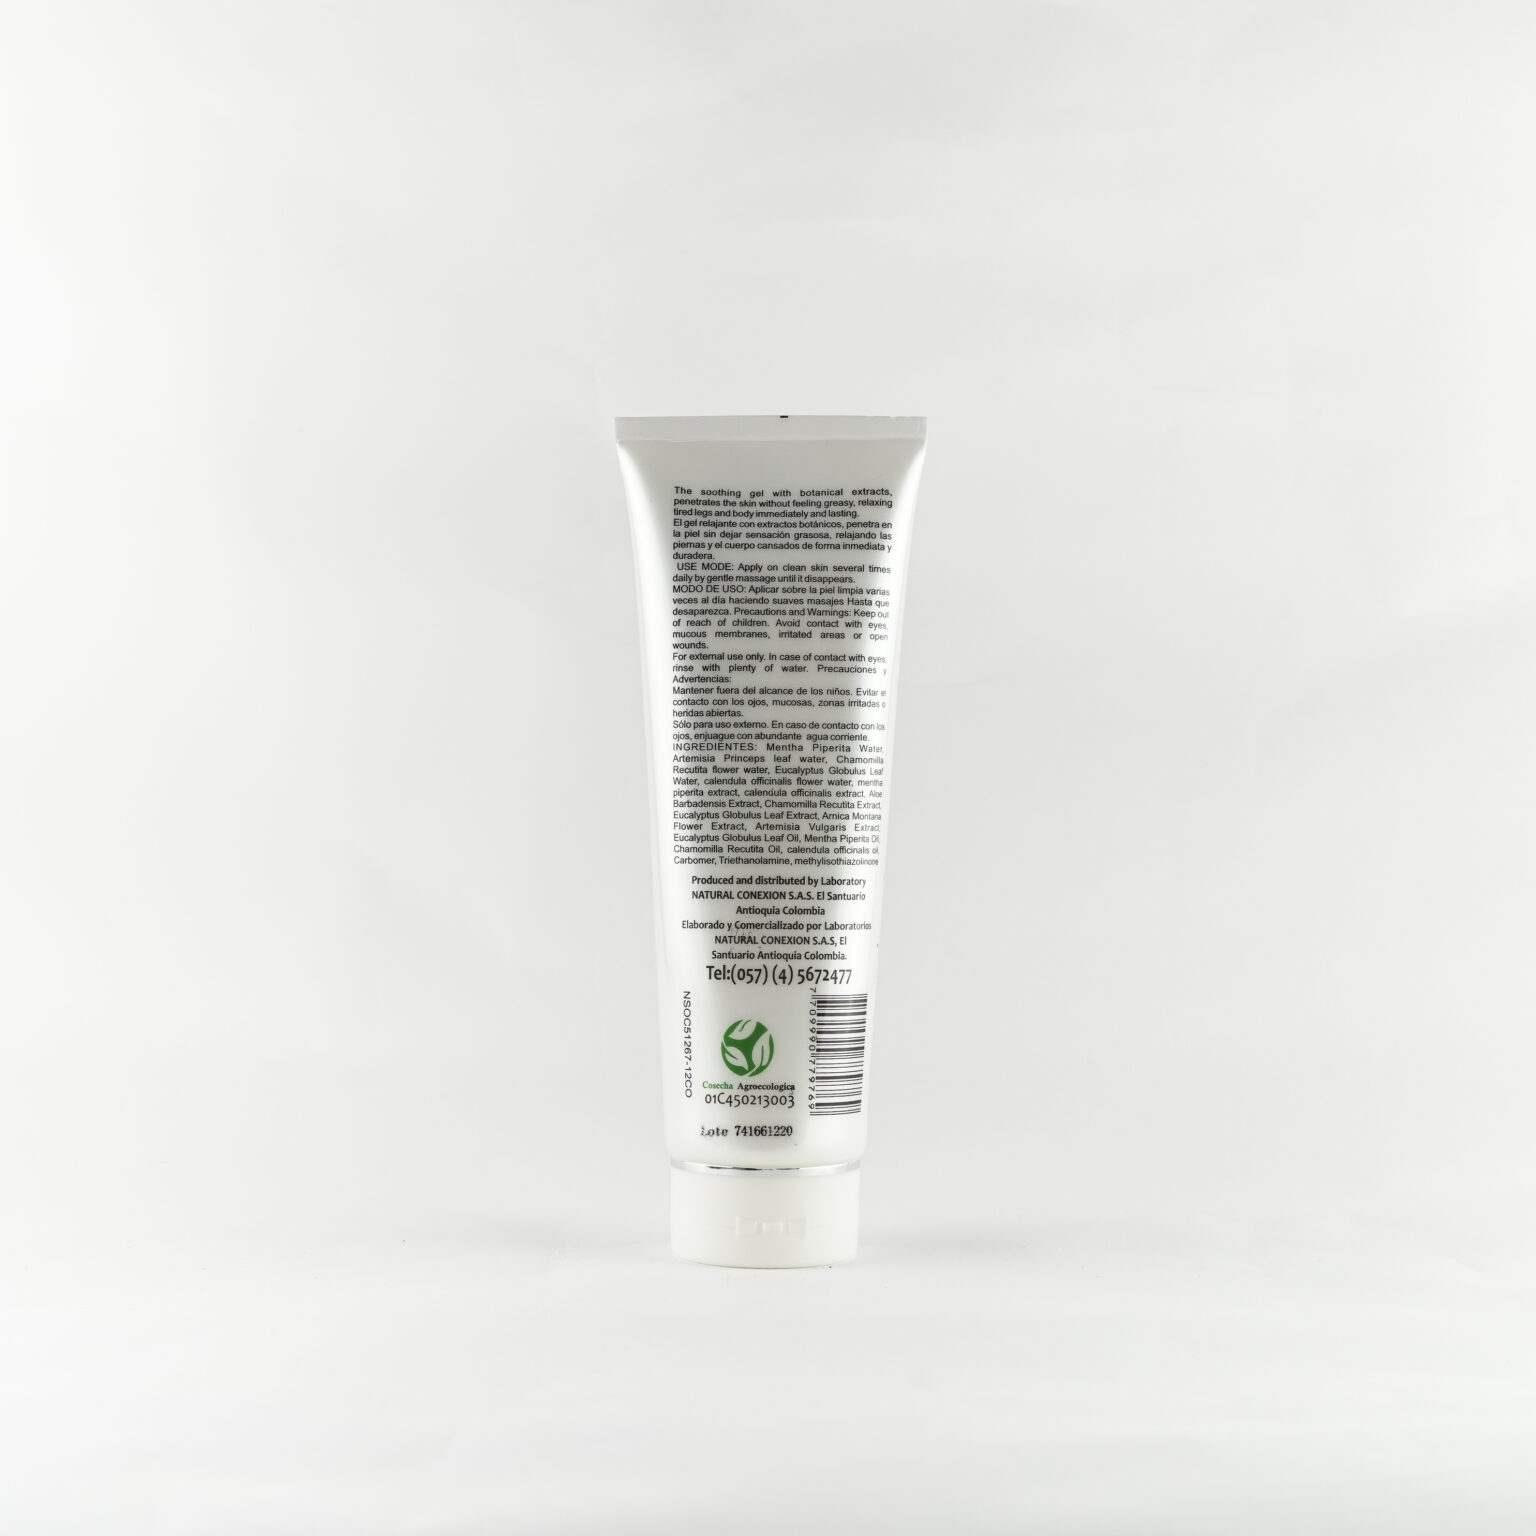 The soothing gel with botanical extracts,
penetrates the skin without feeling greasy, relaxing
tired legs and body immediately and lasting.
El gel relajante con extractos botánicos, penetra en
la piel sin dejar sensación grasosa, relajando las
piernas y el cuerpo cansados de forma inmediata y
duradera.
USE MODE: Apply on clean skin several times
daily by gentle massage until it disappears.
MODO DE USO: Aplicar sobre la piel limpia varias
veces al día haciendo suaves masajes Hasta que
desaparezca. Precautions and Warnings: Keep out
of reach of children. Avoid contact with eyes,
mucous membranes, irritated areas or open
wounds.
For external use only. In case of contact with eyes,
rinse with plenty of water. Precauciones y
Advertencias:
Mantener fuera del alcance de los niños. Evitar el
contacto con los ojos, mucosas, zonas irritadas o
heridas abiertas.
Sólo para uso externo. En caso de contacto con los
ojos, enjuague con abundante agua corriente.
INGREDIENTES: Mentha Piperita Water,
Artemisia Princeps leaf water, Chamomilla
Recutita flower water, Eucalyptus Globulus Leaf
Water, calendula officinalis flower water, mentha
piperita extract, calendula officinalis extract, Aloe
Barbadensis Extract, Chamomilla Recutita Extract,
Eucalyptus Globulus Leaf Extract, Arnica Montana
Flower Extract, Artemisia Vulgaris Extract,
Eucalyptus Globulus Leaf Oil, Mentha Piperita Oil,
Chamomilla Recutita Oil, calendula officinalis oil,
Carbomer, Triethanolamine, methylisothiazolinone
Produced and distributed by Laboratory
NATURAL CONEXION S.A.S. El Santuario
Antioquia Colombia
Elaborado y Comercializado por Laboratorios
NATURAL CONEXION S.A.S, El
Santuario Antioquia Colombia.
Tel:(057) (4) 5672477
NSOC51267-12CO
Cosecha Agroecologica
01C450213003
7 709990 779769
Lote 741661220